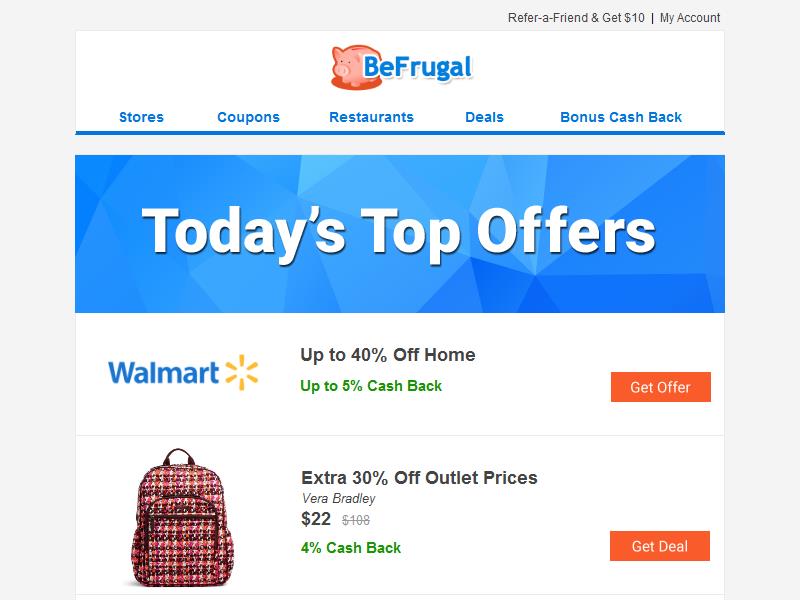 Refer-a-Friend & Get $10 | My Account
BeFrugal
Stores Coupons Restaurants Deals Bonus Cash Back
Today's Top Offers
Walmart
Up to 40% Off Home
Up to 5% Cash Back
Get Offer
Extra 30% Off Outlet Prices
Vera Bradley
$22 $108
4% Cash Back
Get Deal